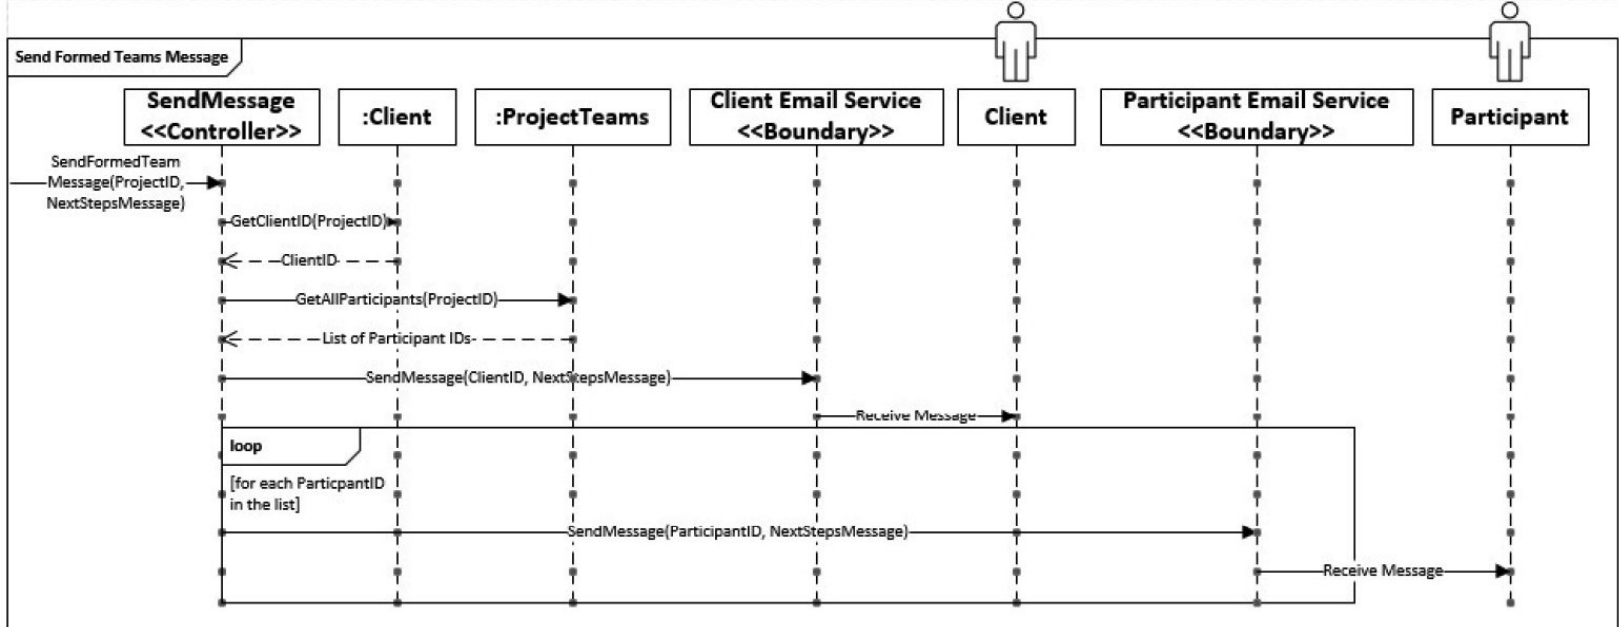 Send Formed Teams Message
SendMessage
<<Controller>>
:Client
:ProjectTeams
Client Email Service
<<Boundary>>
Client
Participant Email Service
<<Boundary>>
Participant
SendFormedTeam
Message(ProjectID,
NextStepsMessage)
GetClientID(ProjectID)
ClientID
GetAllParticipants(ProjectID)
List of Participant IDs
SendMessage(ClientID, NextStepsMessage)
Receive Message
loop
[for each ParticpantID
in the list]
SendMessage(ParticipantID, NextStepsMessage)
Receive Message